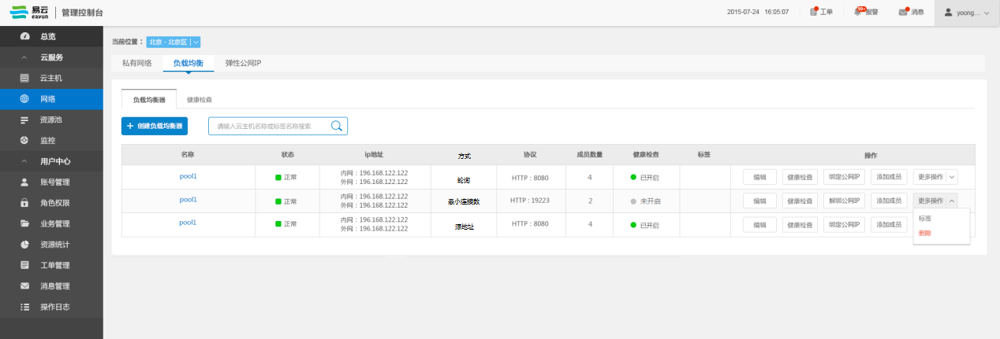 易云 eayun 管理控制台 2015-07-24 16:05:07 工单 99+ 报警 消息 yoong...
总览
云服务
云主机
网络
资源池
监控
用户中心
账号管理
角色权限
业务管理
资源统计
工单管理
消息管理
操作日志
当前位置： 北京 - 北京区
私有网络 负载均衡 弹性公网IP
负载均衡器 健康检查
+ 创建负载均衡器 请输入云主机名称或标签名称搜索
名称 状态 ip地址 方式 协议 成员数量 健康检查 标签 操作
pool1 正常 内网：196.168.122.122 轮询 HTTP：8080 4 已开启 编辑 健康检查 绑定公网IP 添加成员 更多操作
外网：196.168.122.122
pool1 正常 内网：196.168.122.122 最小连接数 HTTP：19223 2 未开启 编辑 健康检查 解绑公网IP 添加成员 更多操作
外网：196.168.122.122
pool1 正常 内网：196.168.122.122 源地址 HTTP：8080 4 已开启 编辑 健康检查 绑定公网IP 添加成员
外网：196.168.122.122
标签
删除